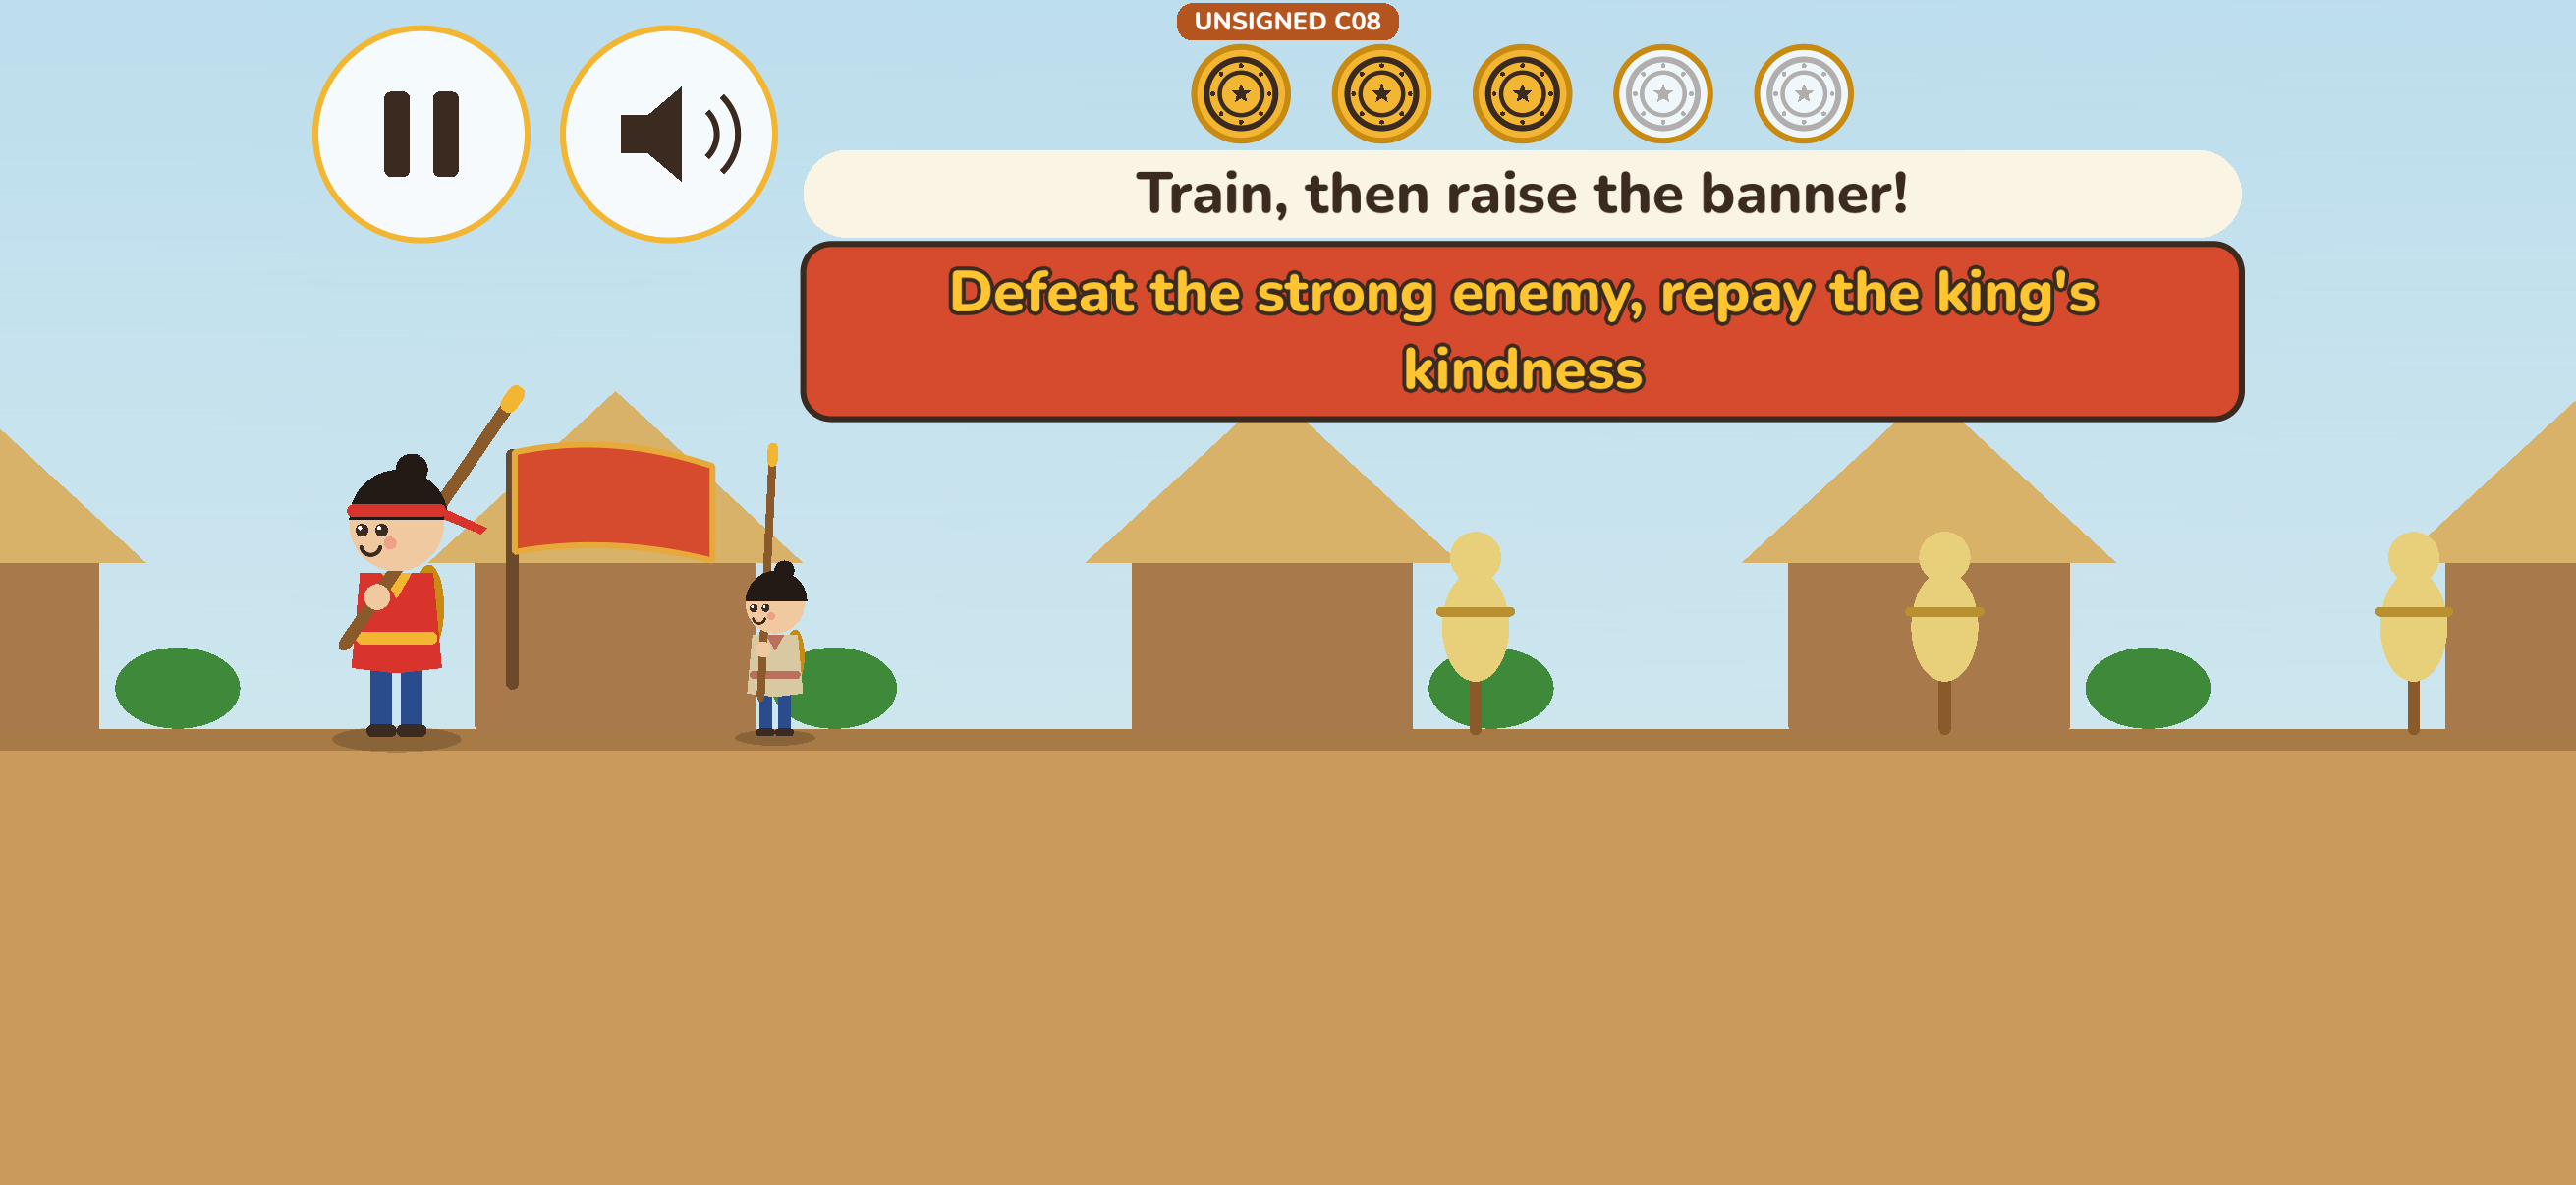 UNSIGNED C08
Train, then raise the banner!
Defeat the strong enemy, repay the king's
kindness